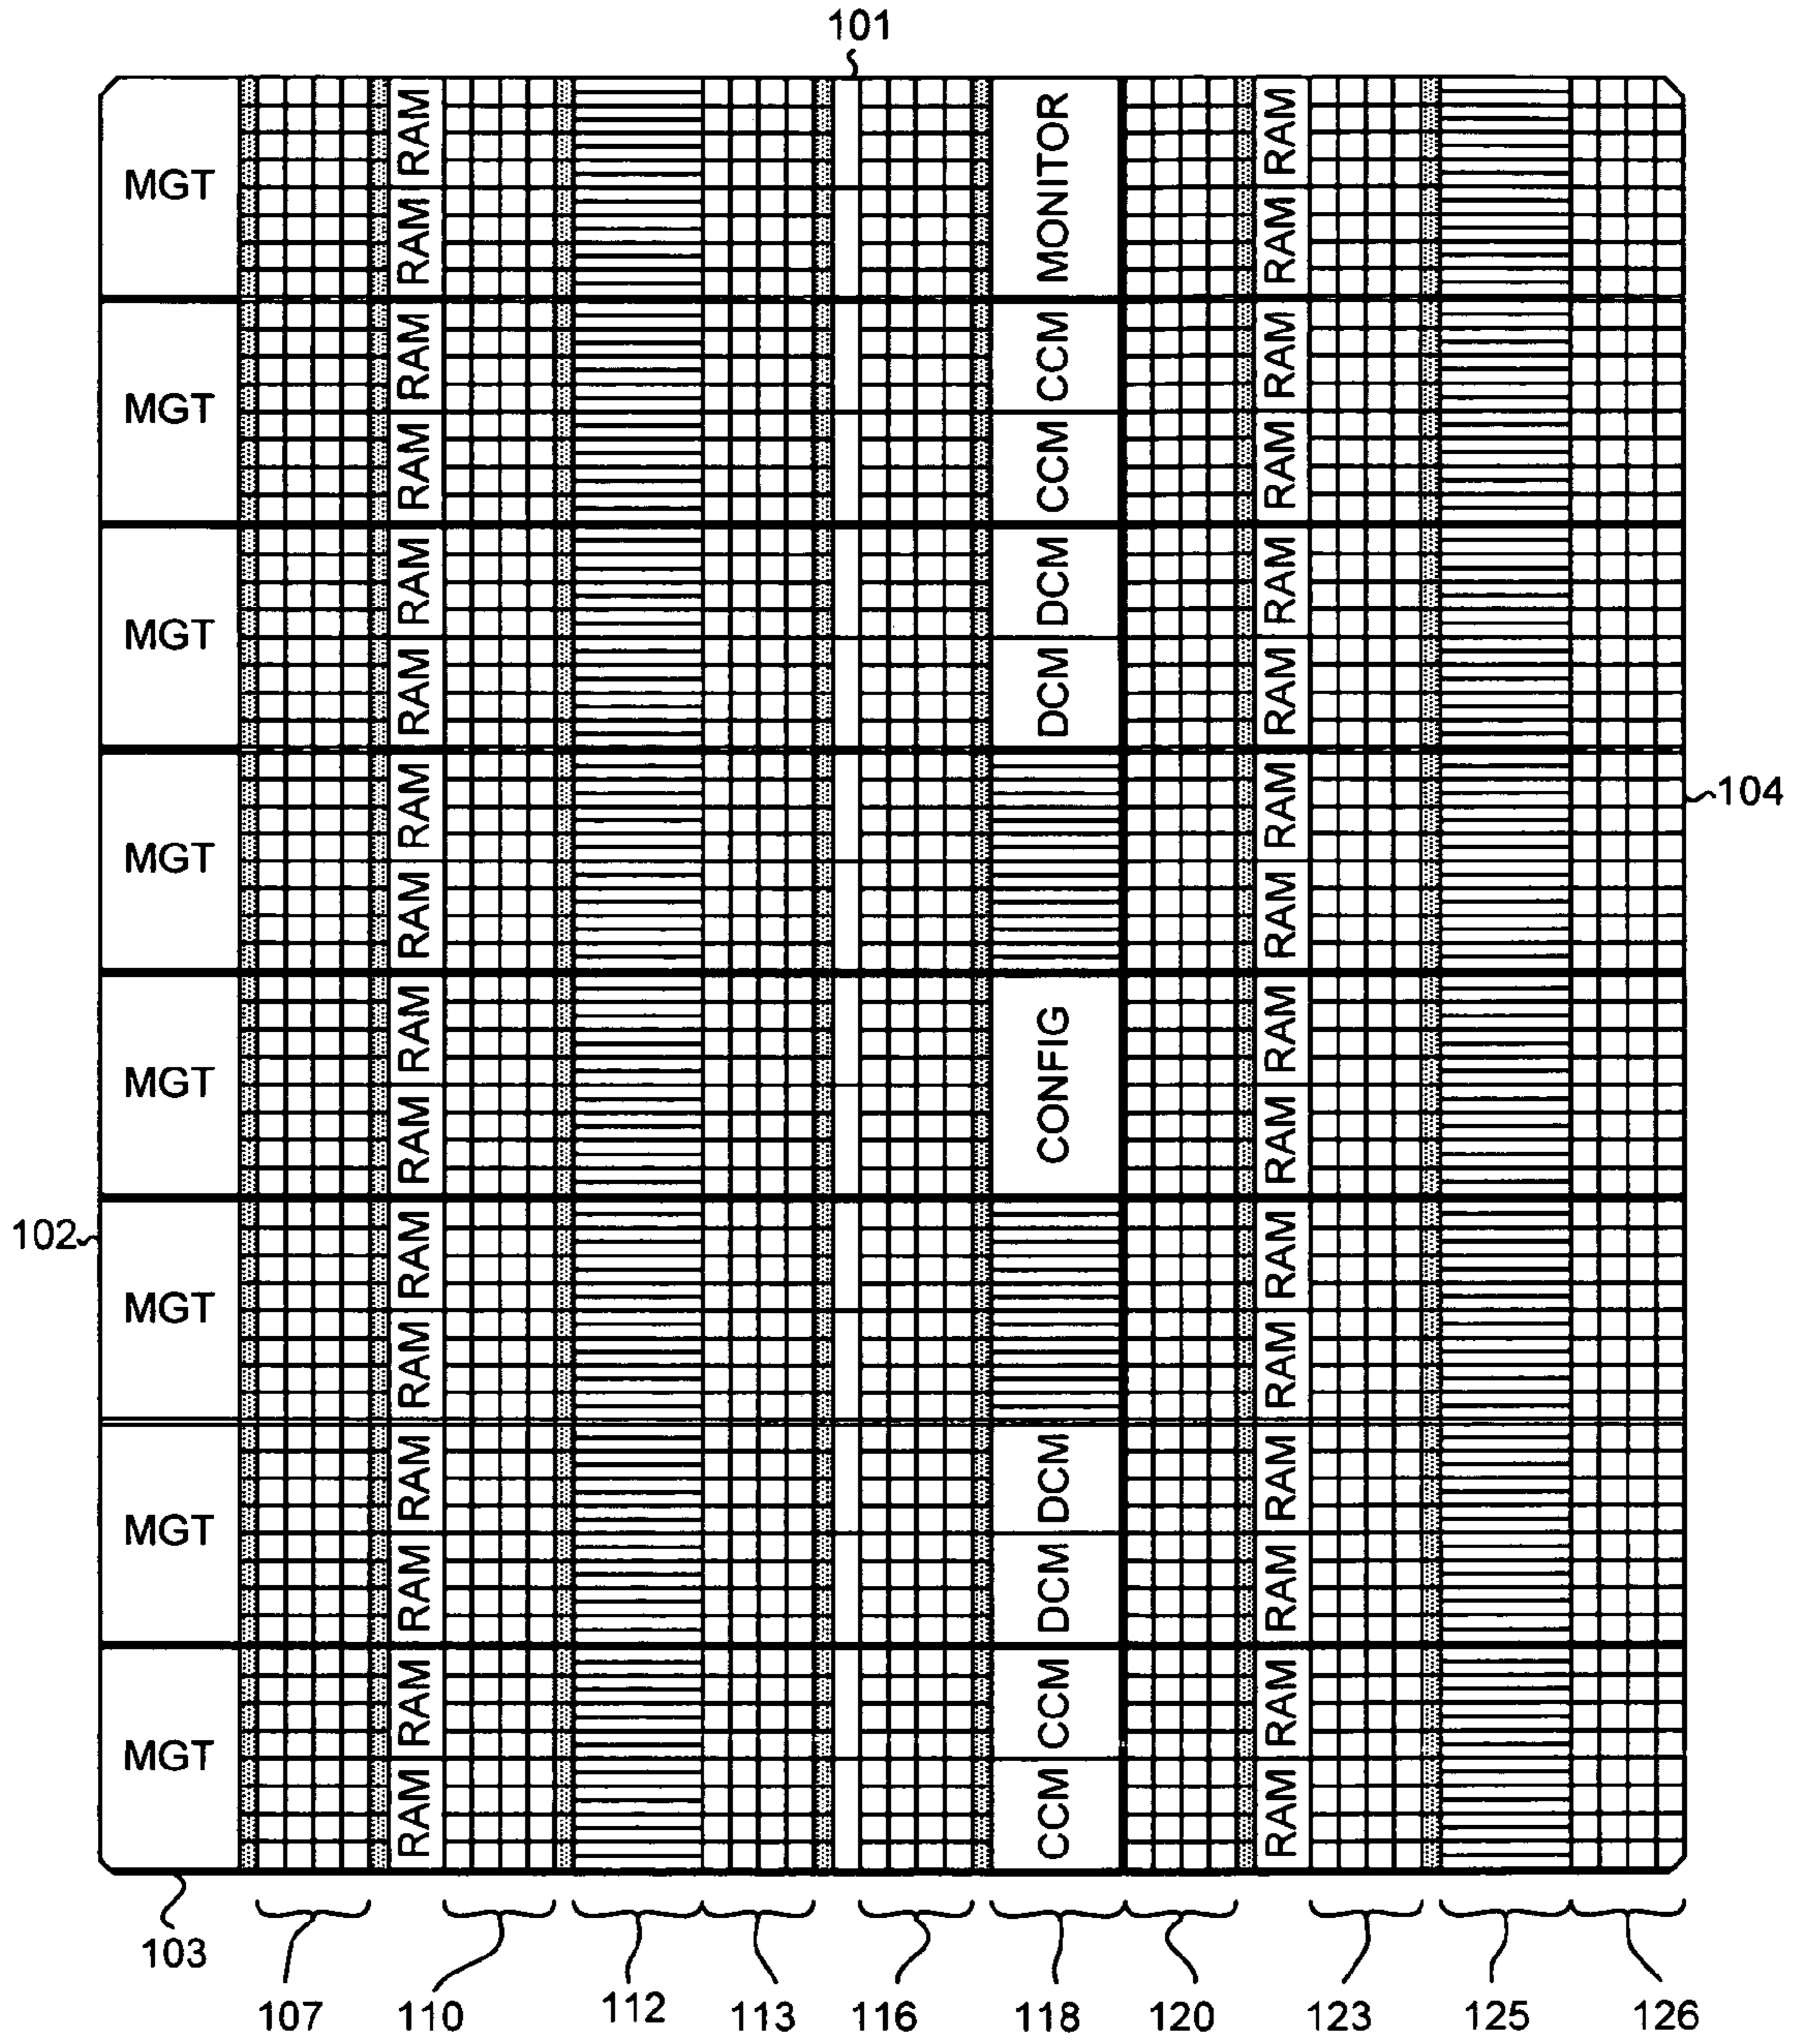 101
MGT RAM RAM MONITOR RAM RAM
MGT RAM RAM CCM CCM RAM RAM
MGT RAM RAM DCM DCM RAM RAM
MGT RAM RAM RAM RAM
104
MGT RAM RAM CONFIG RAM RAM
102
MGT RAM RAM RAM RAM
MGT RAM RAM DCM DCM RAM RAM
MGT RAM RAM CCM CCM RAM RAM
103
107 110 112 113 116 118 120 123 125 126